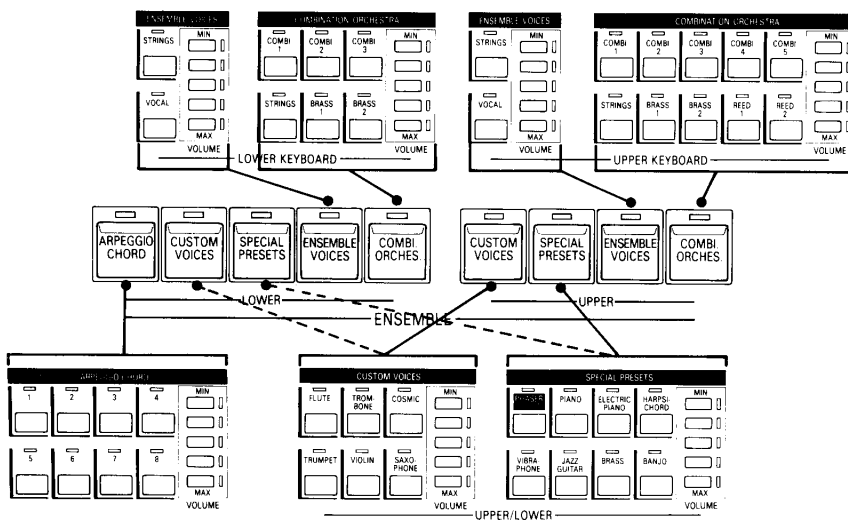 ENSEMBLE VOICES
STRINGS
VOCAL
MIN
MAX
VOLUME
COMBINATION ORCHESTRA
COMBI 1
COMBI 2
COMBI 3
STRINGS
BRASS 1
BRASS 2
MIN
MAX
VOLUME
LOWER KEYBOARD
ENSEMBLE VOICES
STRINGS
VOCAL
MIN
MAX
VOLUME
COMBINATION ORCHESTRA
COMBI 1
COMBI 2
COMBI 3
COMBI 4
COMBI 5
STRINGS
BRASS 1
BRASS 2
REED 1
REED 2
MIN
MAX
VOLUME
UPPER KEYBOARD
ARPEGGIO CHORD
CUSTOM VOICES
SPECIAL PRESETS
ENSEMBLE VOICES
COMBI. ORCHES.
CUSTOM VOICES
SPECIAL PRESETS
ENSEMBLE VOICES
COMBI. ORCHES.
LOWER
UPPER
ENSEMBLE
ARPEGGIO CHORD
1
2
3
4
5
6
7
8
MIN
MAX
VOLUME
CUSTOM VOICES
FLUTE
TROM-
BONE
COSMIC
TRUMPET
VIOLIN
SAXO-
PHONE
MIN
MAX
VOLUME
SPECIAL PRESETS
PHASER
PIANO
ELECTRIC
PIANO
HARPSI-
CHORD
VIBRA
PHONE
JAZZ
GUITAR
BRASS
BANJO
MIN
MAX
VOLUME
UPPER/LOWER